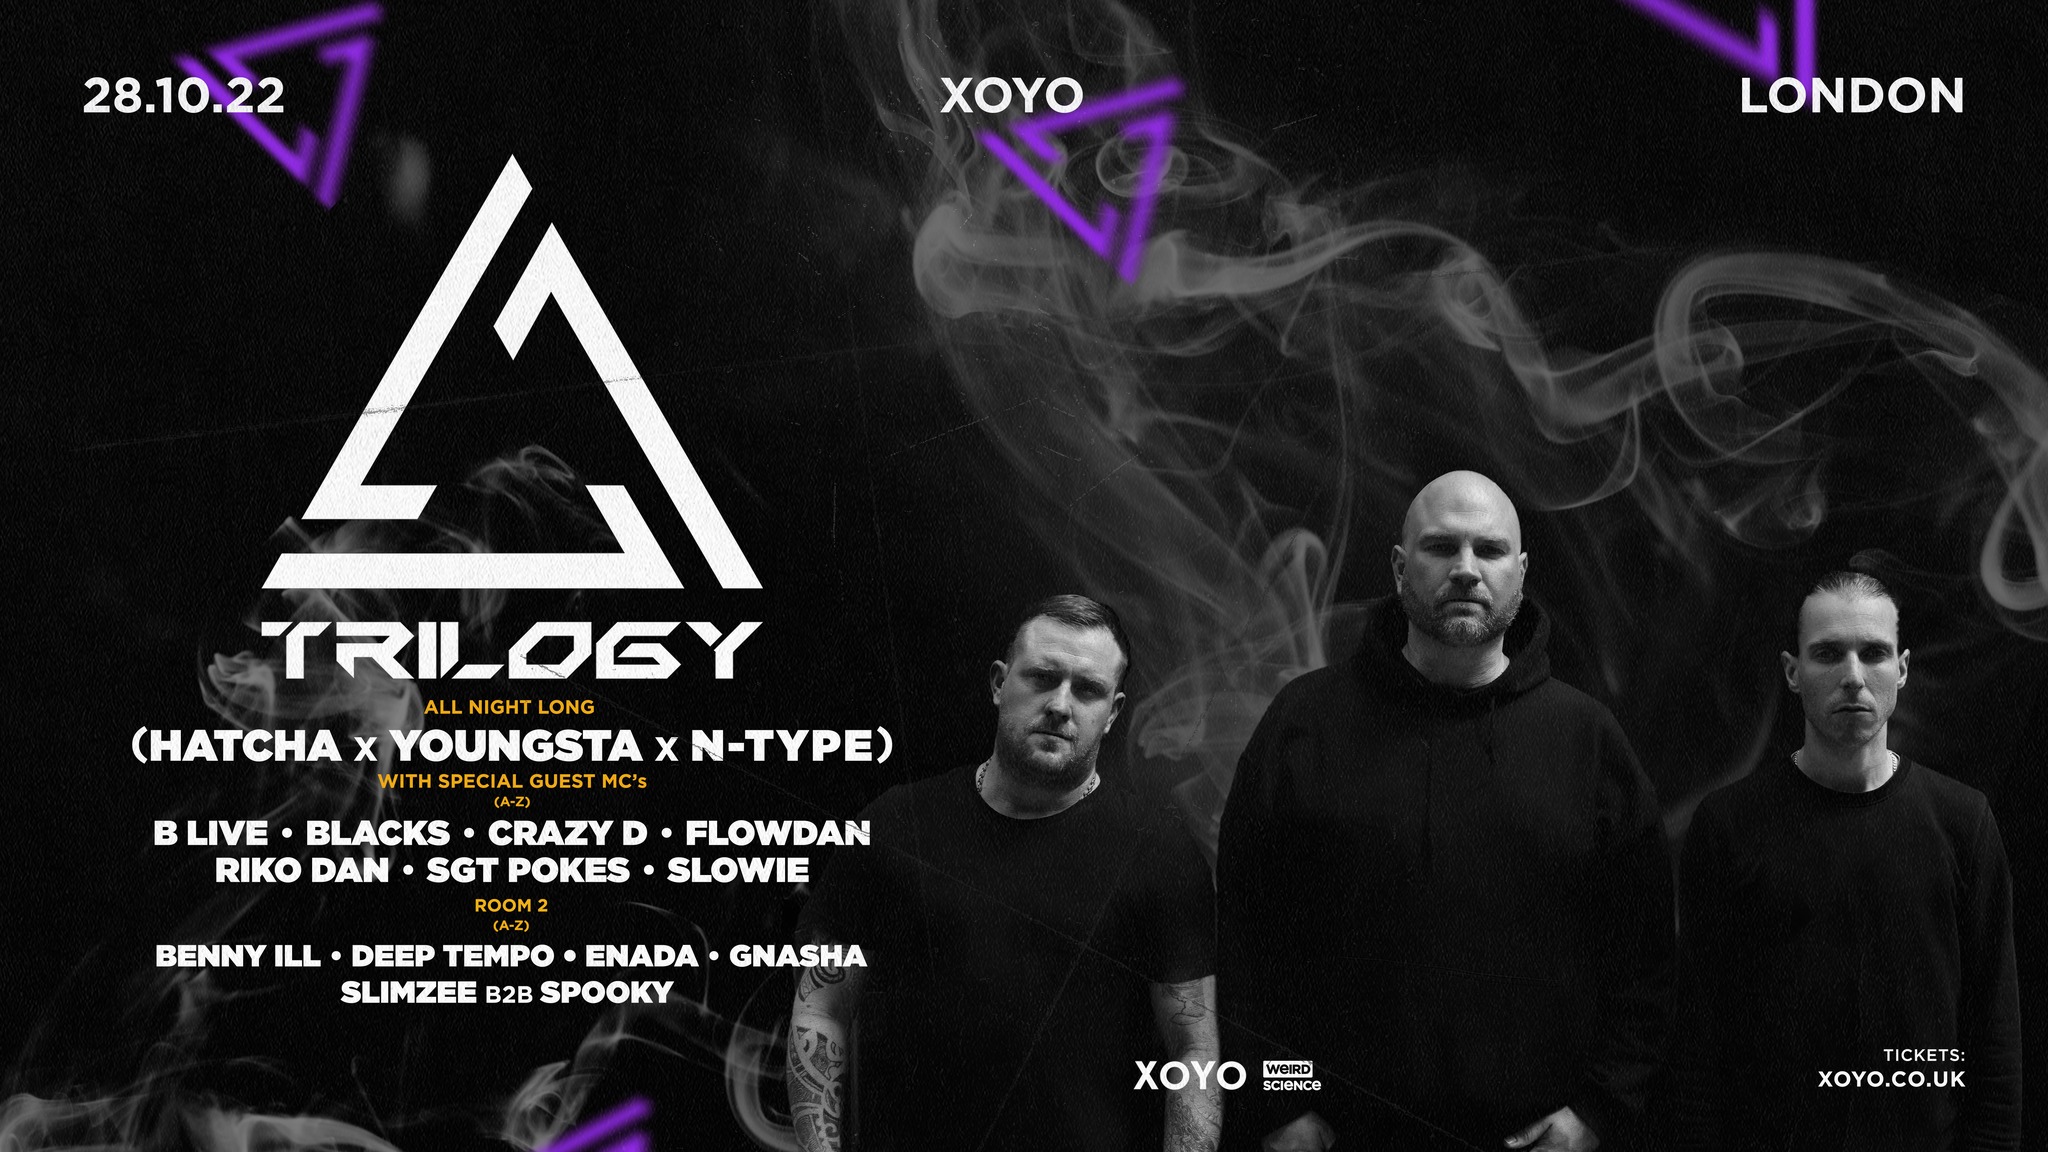 28.10.22
XOYO
LONDON
TRILOGY
ALL NIGHT LONG
(HATCHA x YOUNGSTA x N-TYPE)
WITH SPECIAL GUEST MC's
(A-Z)
B LIVE • BLACKS • CRAZY D • FLOWDAN
RIKO DAN • SGT POKES • SLOWIE
ROOM 2
(A-Z)
BENNY ILL • DEEP TEMPO • ENADA • GNASHA
SLIMZEE B2B SPOOKY
XOYO
WEIRD
SCIENCE
TICKETS:
XOYO.CO.UK